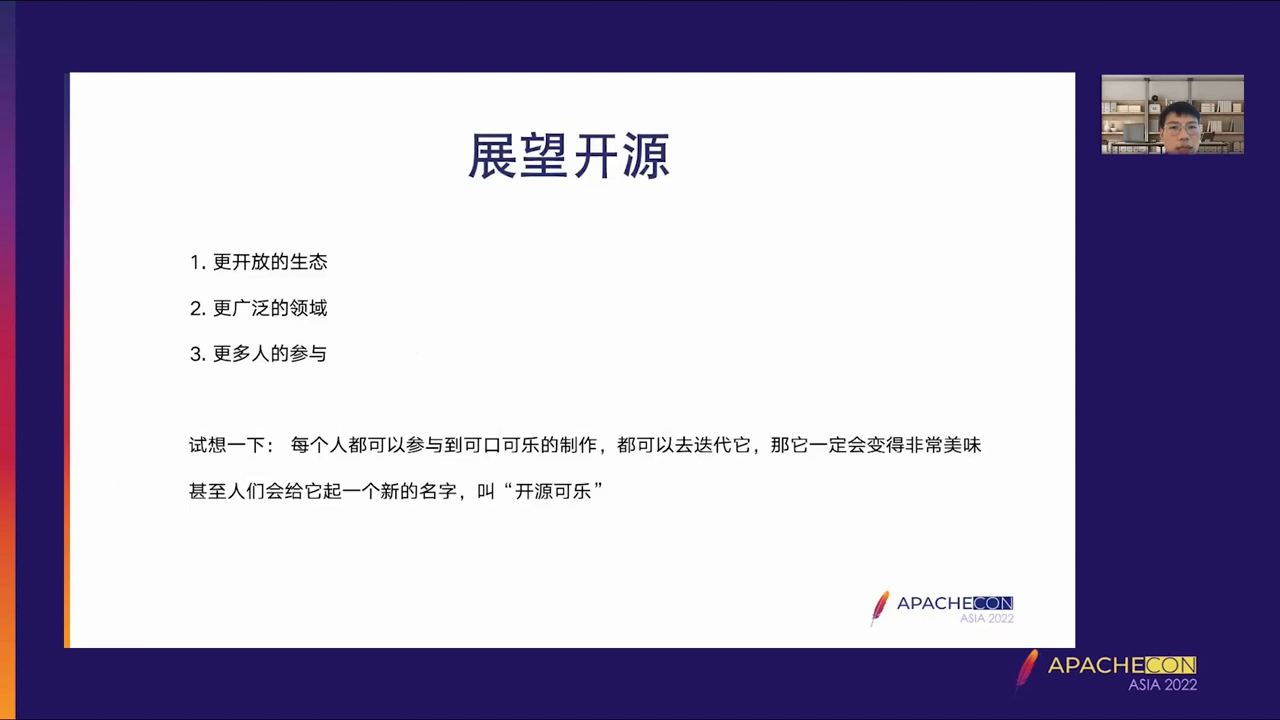 展望开源
1. 更开放的生态
2. 更广泛的领域
3. 更多人的参与
试想一下： 每个人都可以参与到可口可乐的制作，都可以去迭代它，那它一定会变得非常美味
甚至人们会给它起一个新的名字，叫“开源可乐”
APACHECON
ASIA 2022
APACHECON
ASIA 2022